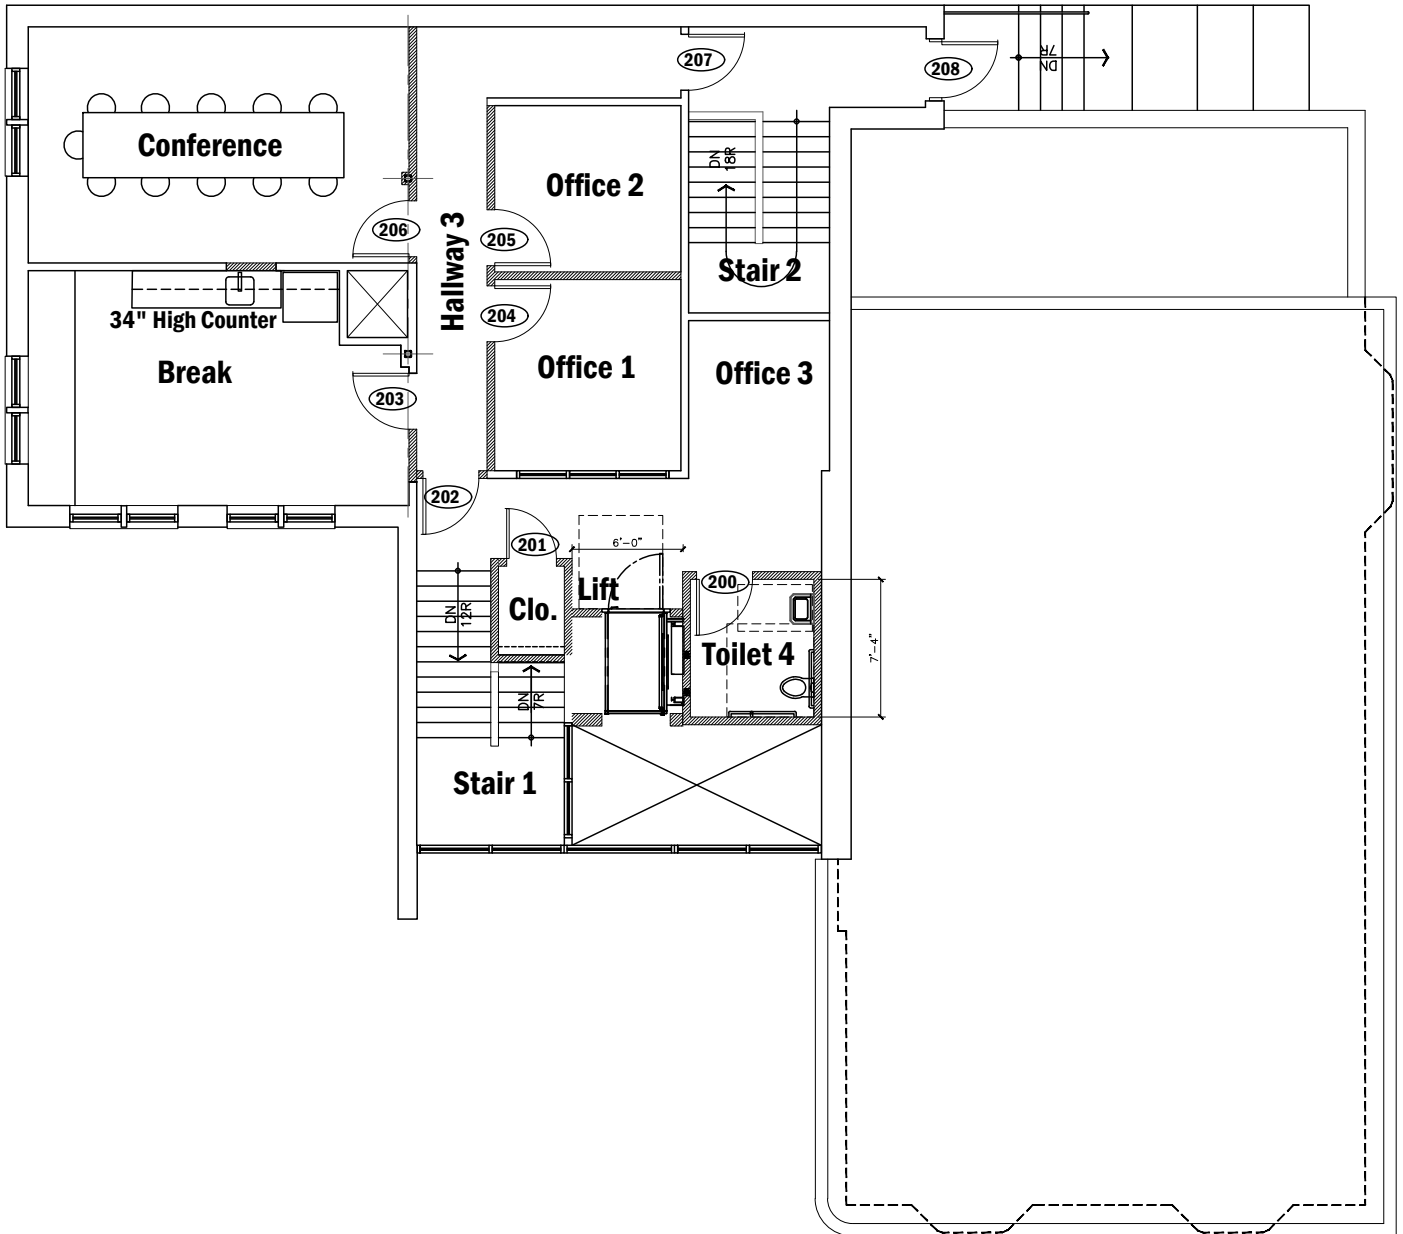 207
208
DN
7R
Conference
DN
18R
Office 2
206
205
Hallway 3
Stair 2
34" High Counter
204
Break
Office 1
Office 3
203
202
201
6'-0"
200
Lift
Clo.
DN
12R
Toilet 4
7'-4"
DN
7R
Stair 1